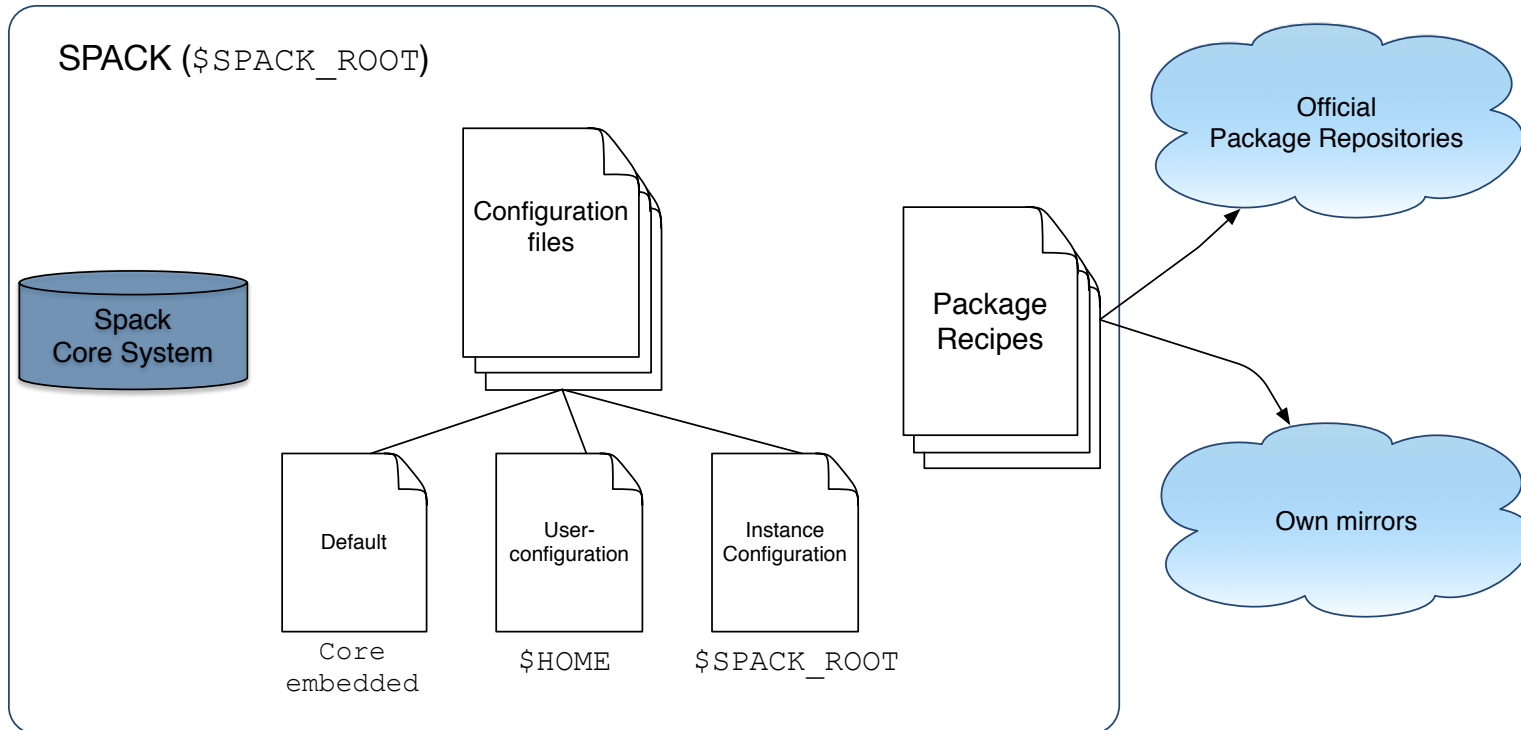 SPACK ($SPACK_ROOT)
Official
Package Repositories
Configuration
files
Package
Recipes
Spack
Core System
Default
User-
configuration
Instance
Configuration
Own mirrors
Core
embedded
$HOME
$SPACK_ROOT